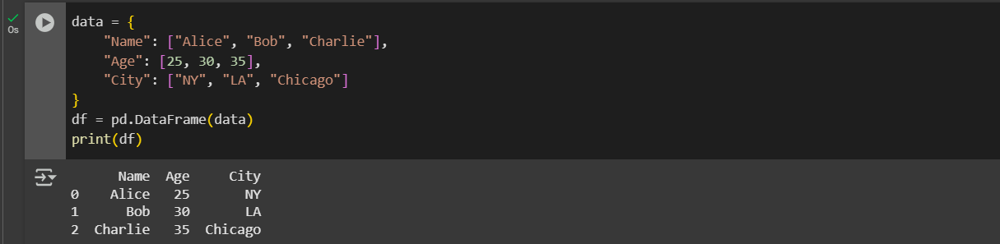 data = {
    "Name": ["Alice", "Bob", "Charlie"],
    "Age": [25, 30, 35],
    "City": ["NY", "LA", "Chicago"]
}
df = pd.DataFrame(data)
print(df)
0s
      Name  Age     City
0    Alice   25       NY
1      Bob   30       LA
2  Charlie   35  Chicago